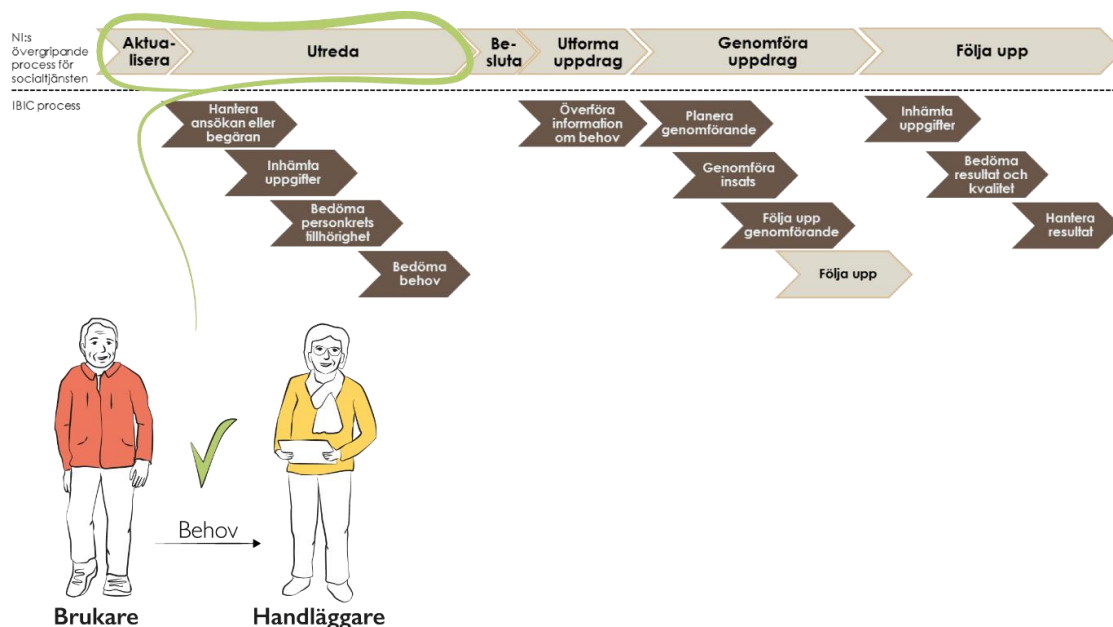 NI:s
övergripande
process för
socialtjänsten
Aktua-
lisera
Utreda
Be-
sluta
Utforma
uppdrag
Genomföra
uppdrag
Följa upp
IBIC process
Hantera
ansökan eller
begäran
Inhämta
uppgifter
Bedöma
personkrets
tillhörighet
Bedöma
behov
Överföra
information
om behov
Planera
genomförande
Genomföra
insats
Följa upp
genomförande
Följa upp
Inhämta
uppgifter
Bedöma
resultat och
kvalitet
Hantera
resultat
Behov
Brukare
Handläggare